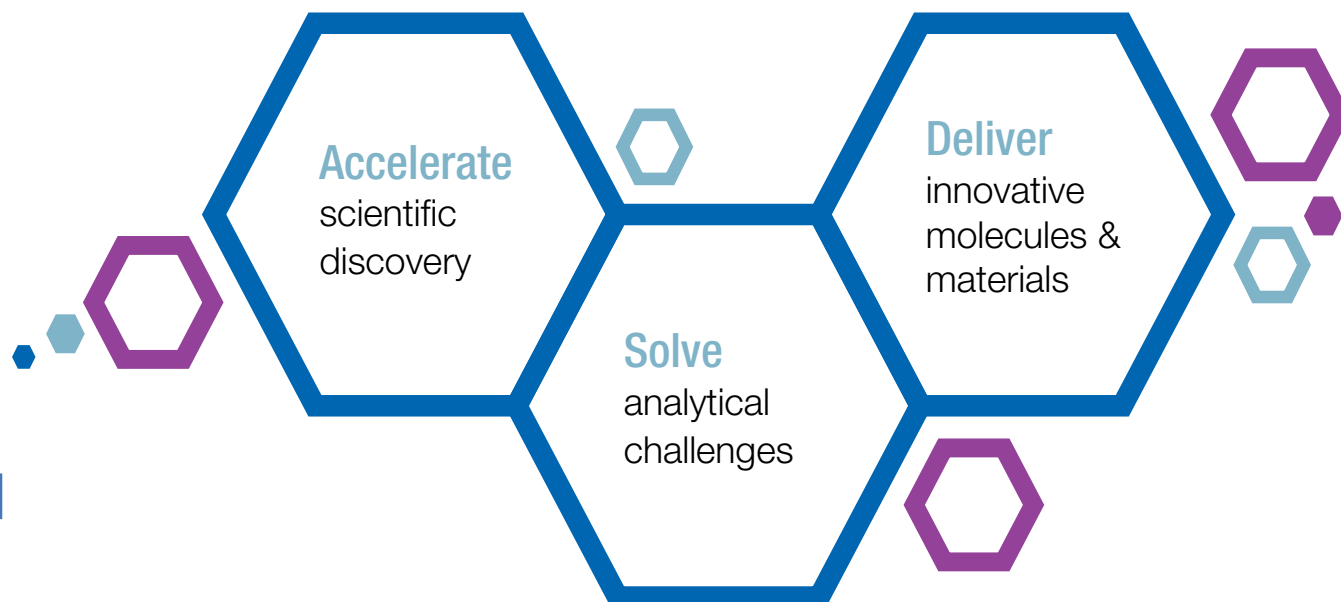 Accelerate
scientific
discovery
Solve
analytical
challenges
Deliver
innovative
molecules &
materials